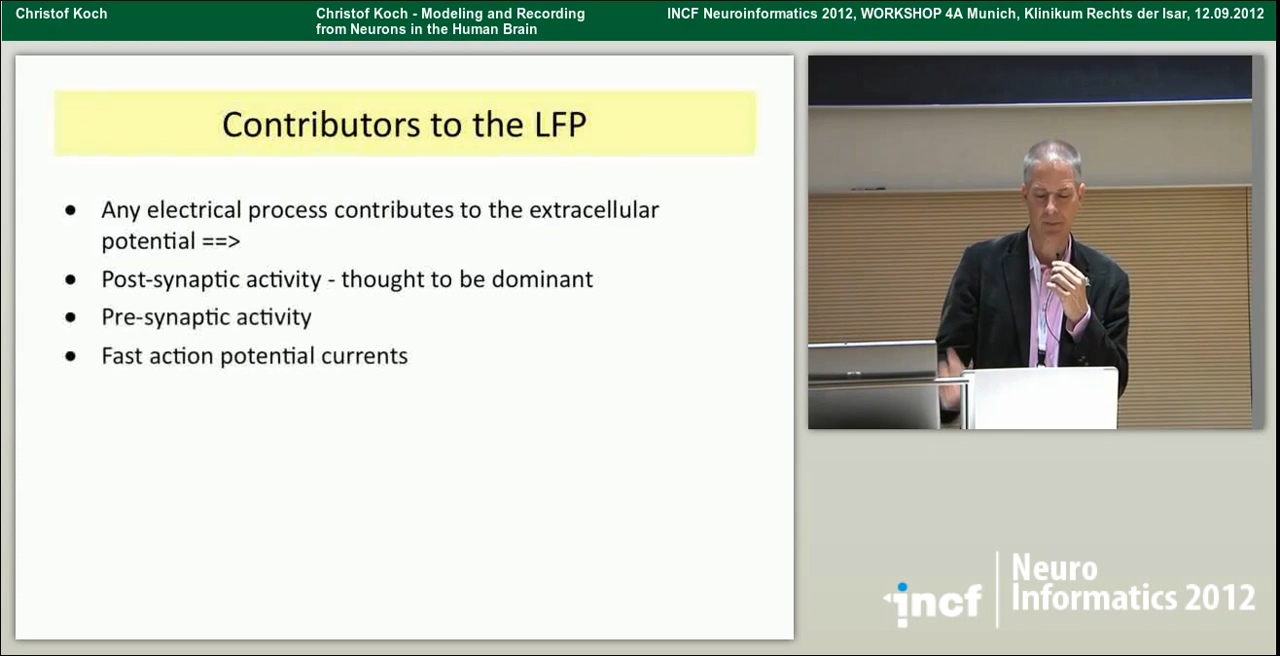 Christof Koch
Christof Koch - Modeling and Recording
from Neurons in the Human Brain
INCF Neuroinformatics 2012, WORKSHOP 4A Munich, Klinikum Rechts der Isar, 12.09.2012
Contributors to the LFP
● Any electrical process contributes to the extracellular
potential ==>
● Post-synaptic activity - thought to be dominant
● Pre-synaptic activity
● Fast action potential currents
incf
Neuro
Informatics 2012